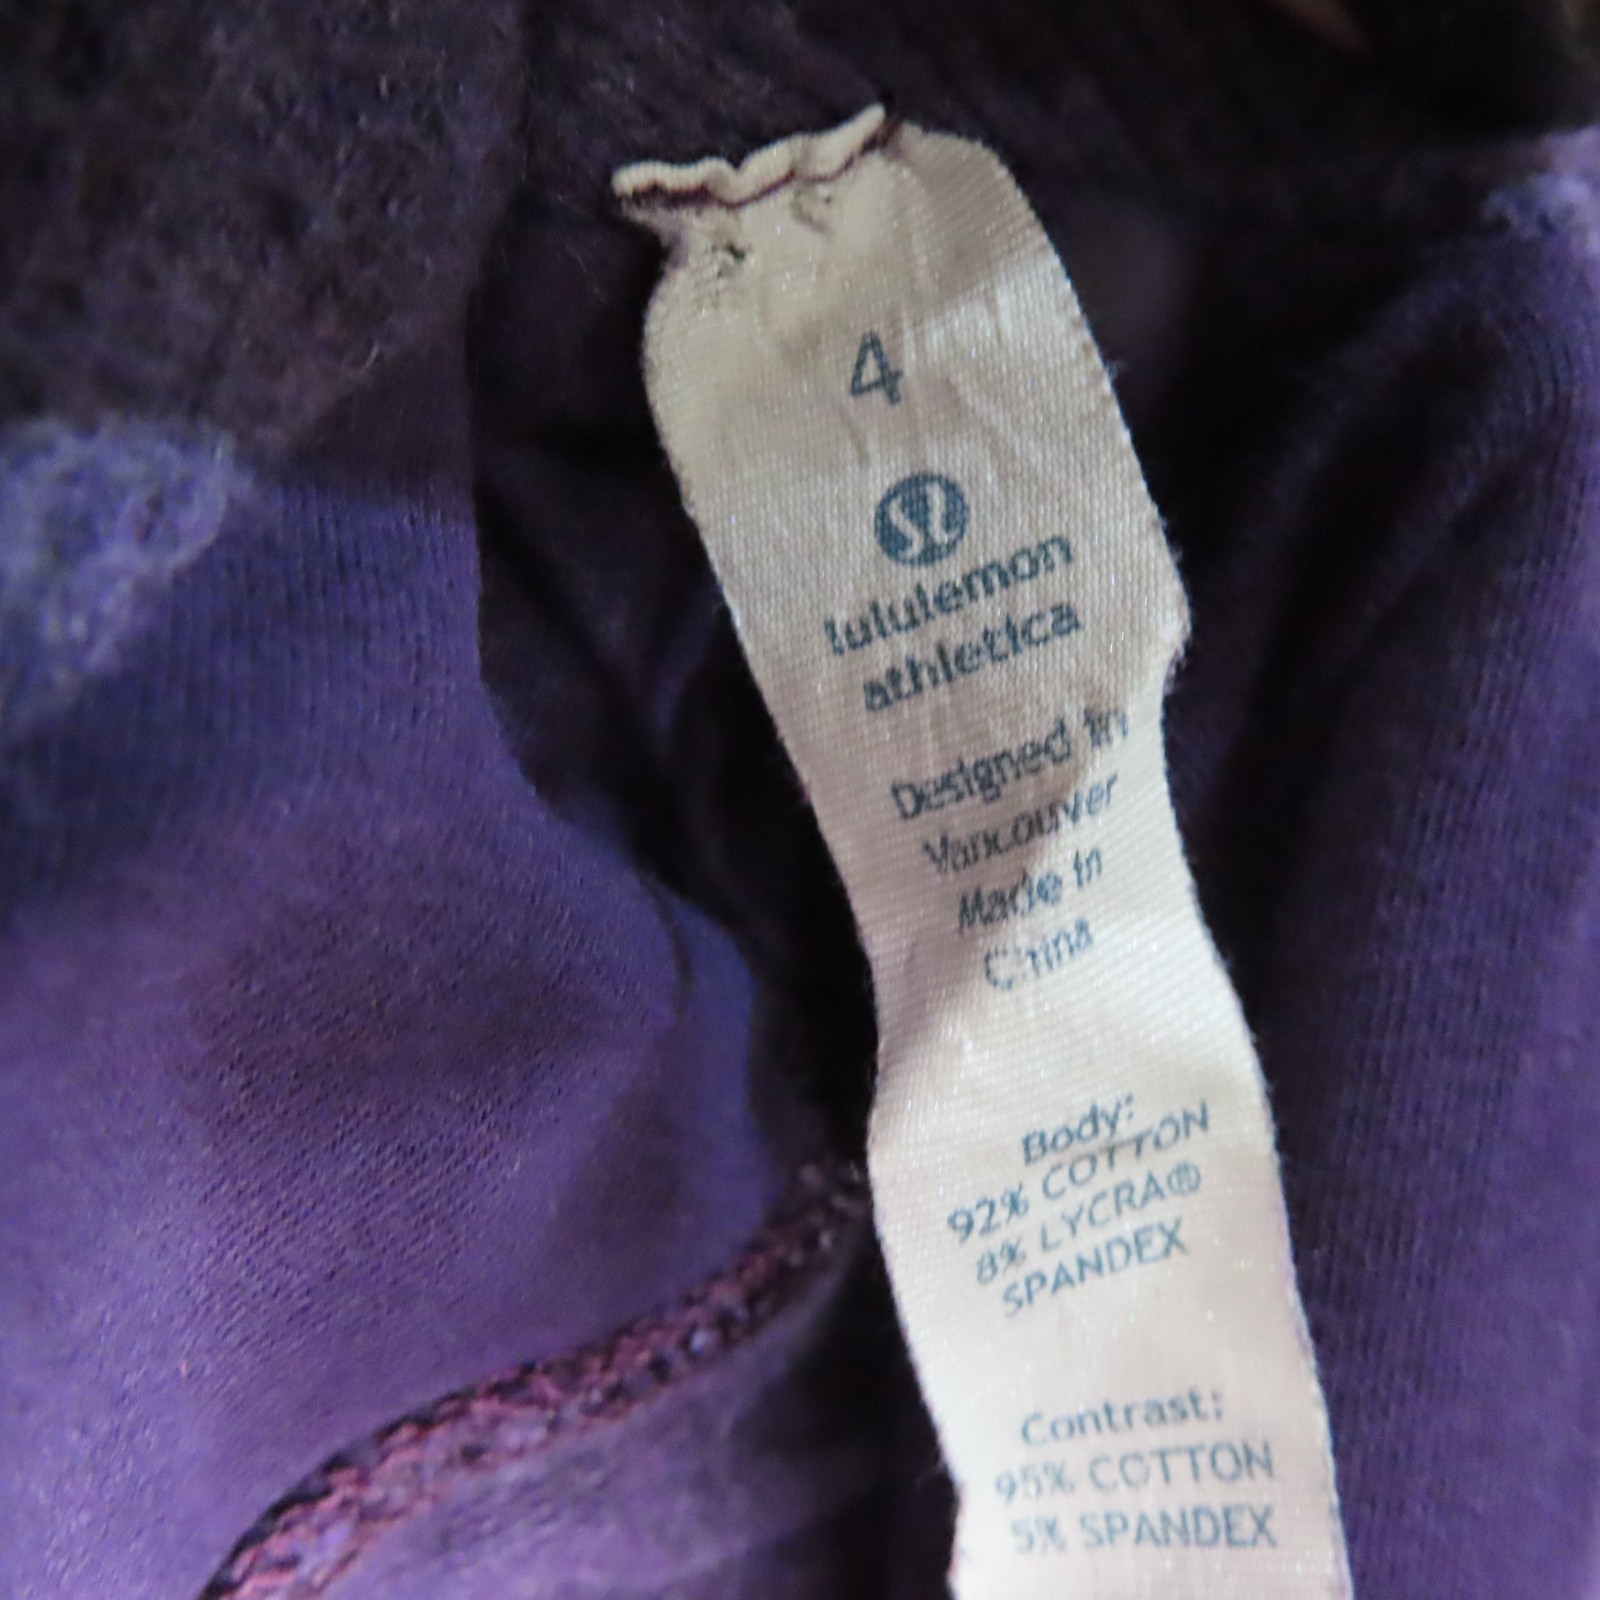 4
lululemon
athletica
Designed in
Vancouver
Made in
China
Body:
92% COTTON
8% LYCRA®
SPANDEX
Contrast:
95% COTTON
5% SPANDEX